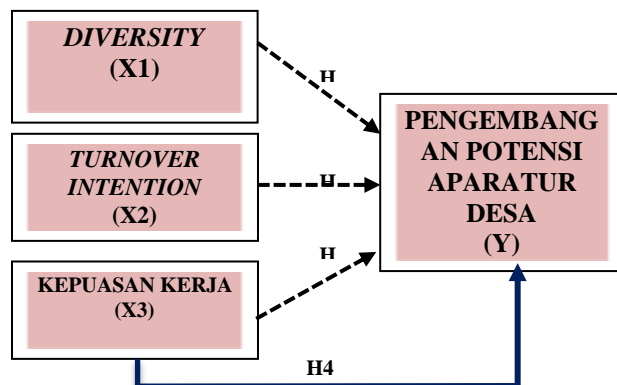 DIVERSITY
(X1)
H
TURNOVER
INTENTION
(X2)
H
KEPUASAN KERJA
(X3)
H
PENGEMBANG
AN POTENSI
APARATUR
DESA
(Y)
H4